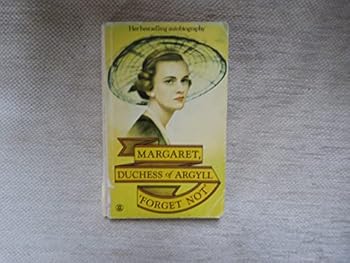 Her bestselling autobiography
MARGARET,
DUCHESS of ARGYLL
'FORGET NOT'